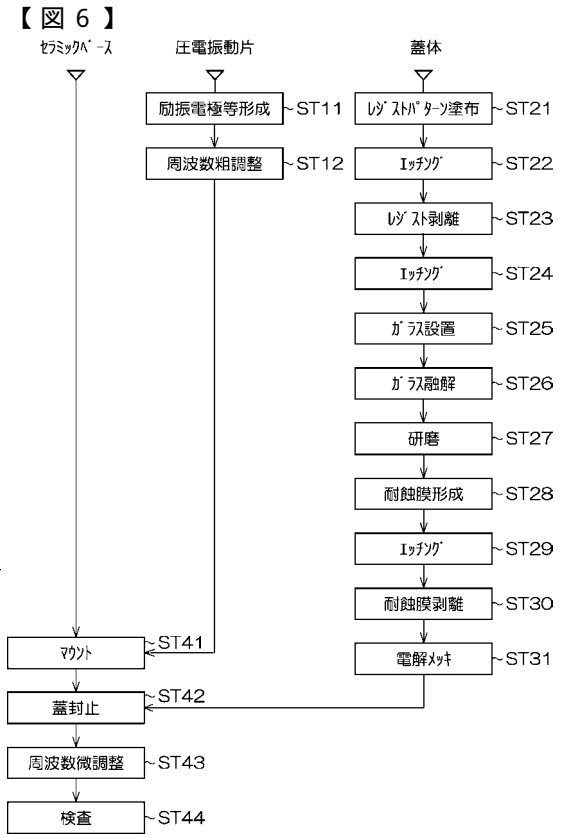 【図６】
ｾﾗﾐｯｸﾍﾞｰｽ
圧電振動片
蓋体
励振電極等形成
ST11
周波数粗調整
ST12
ﾚｼﾞｽﾄﾊﾟﾀｰﾝ塗布
ST21
ｴｯﾁﾝｸﾞ
ST22
ﾚｼﾞｽﾄ剥離
ST23
ｴｯﾁﾝｸﾞ
ST24
ｶﾞﾗｽ設置
ST25
ｶﾞﾗｽ融解
ST26
研磨
ST27
耐蝕膜形成
ST28
ｴｯﾁﾝｸﾞ
ST29
耐蝕膜剥離
ST30
電解ﾒｯｷ
ST31
ﾏｳﾝﾄ
ST41
蓋封止
ST42
周波数微調整
ST43
検査
ST44